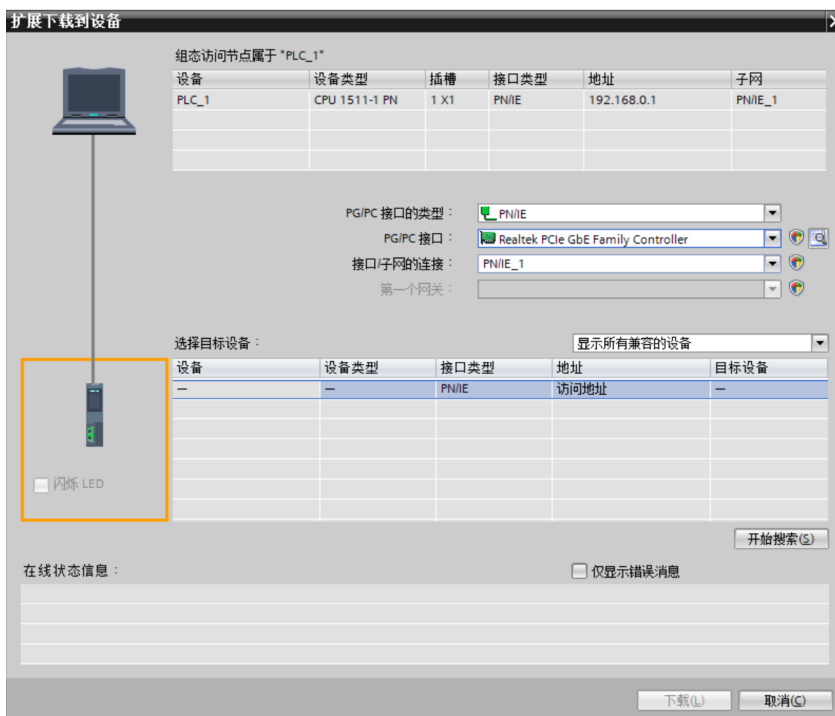 扩展下载到设备
组态访问节点属于 "PLC_1"
设备 设备类型 插槽 接口类型 地址 子网
PLC_1 CPU 1511-1 PN 1 X1 PN/IE 192.168.0.1 PN/IE_1
PG/PC 接口的类型： PN/IE
PG/PC 接口： Realtek PCIe GbE Family Controller
接口/子网的连接： PN/IE_1
第一个网关：
选择目标设备： 显示所有兼容的设备
设备 设备类型 接口类型 地址 目标设备
— — PN/IE 访问地址 —
闪烁 LED
开始搜索(S)
在线状态信息： 仅显示错误消息
下载(L) 取消(C)